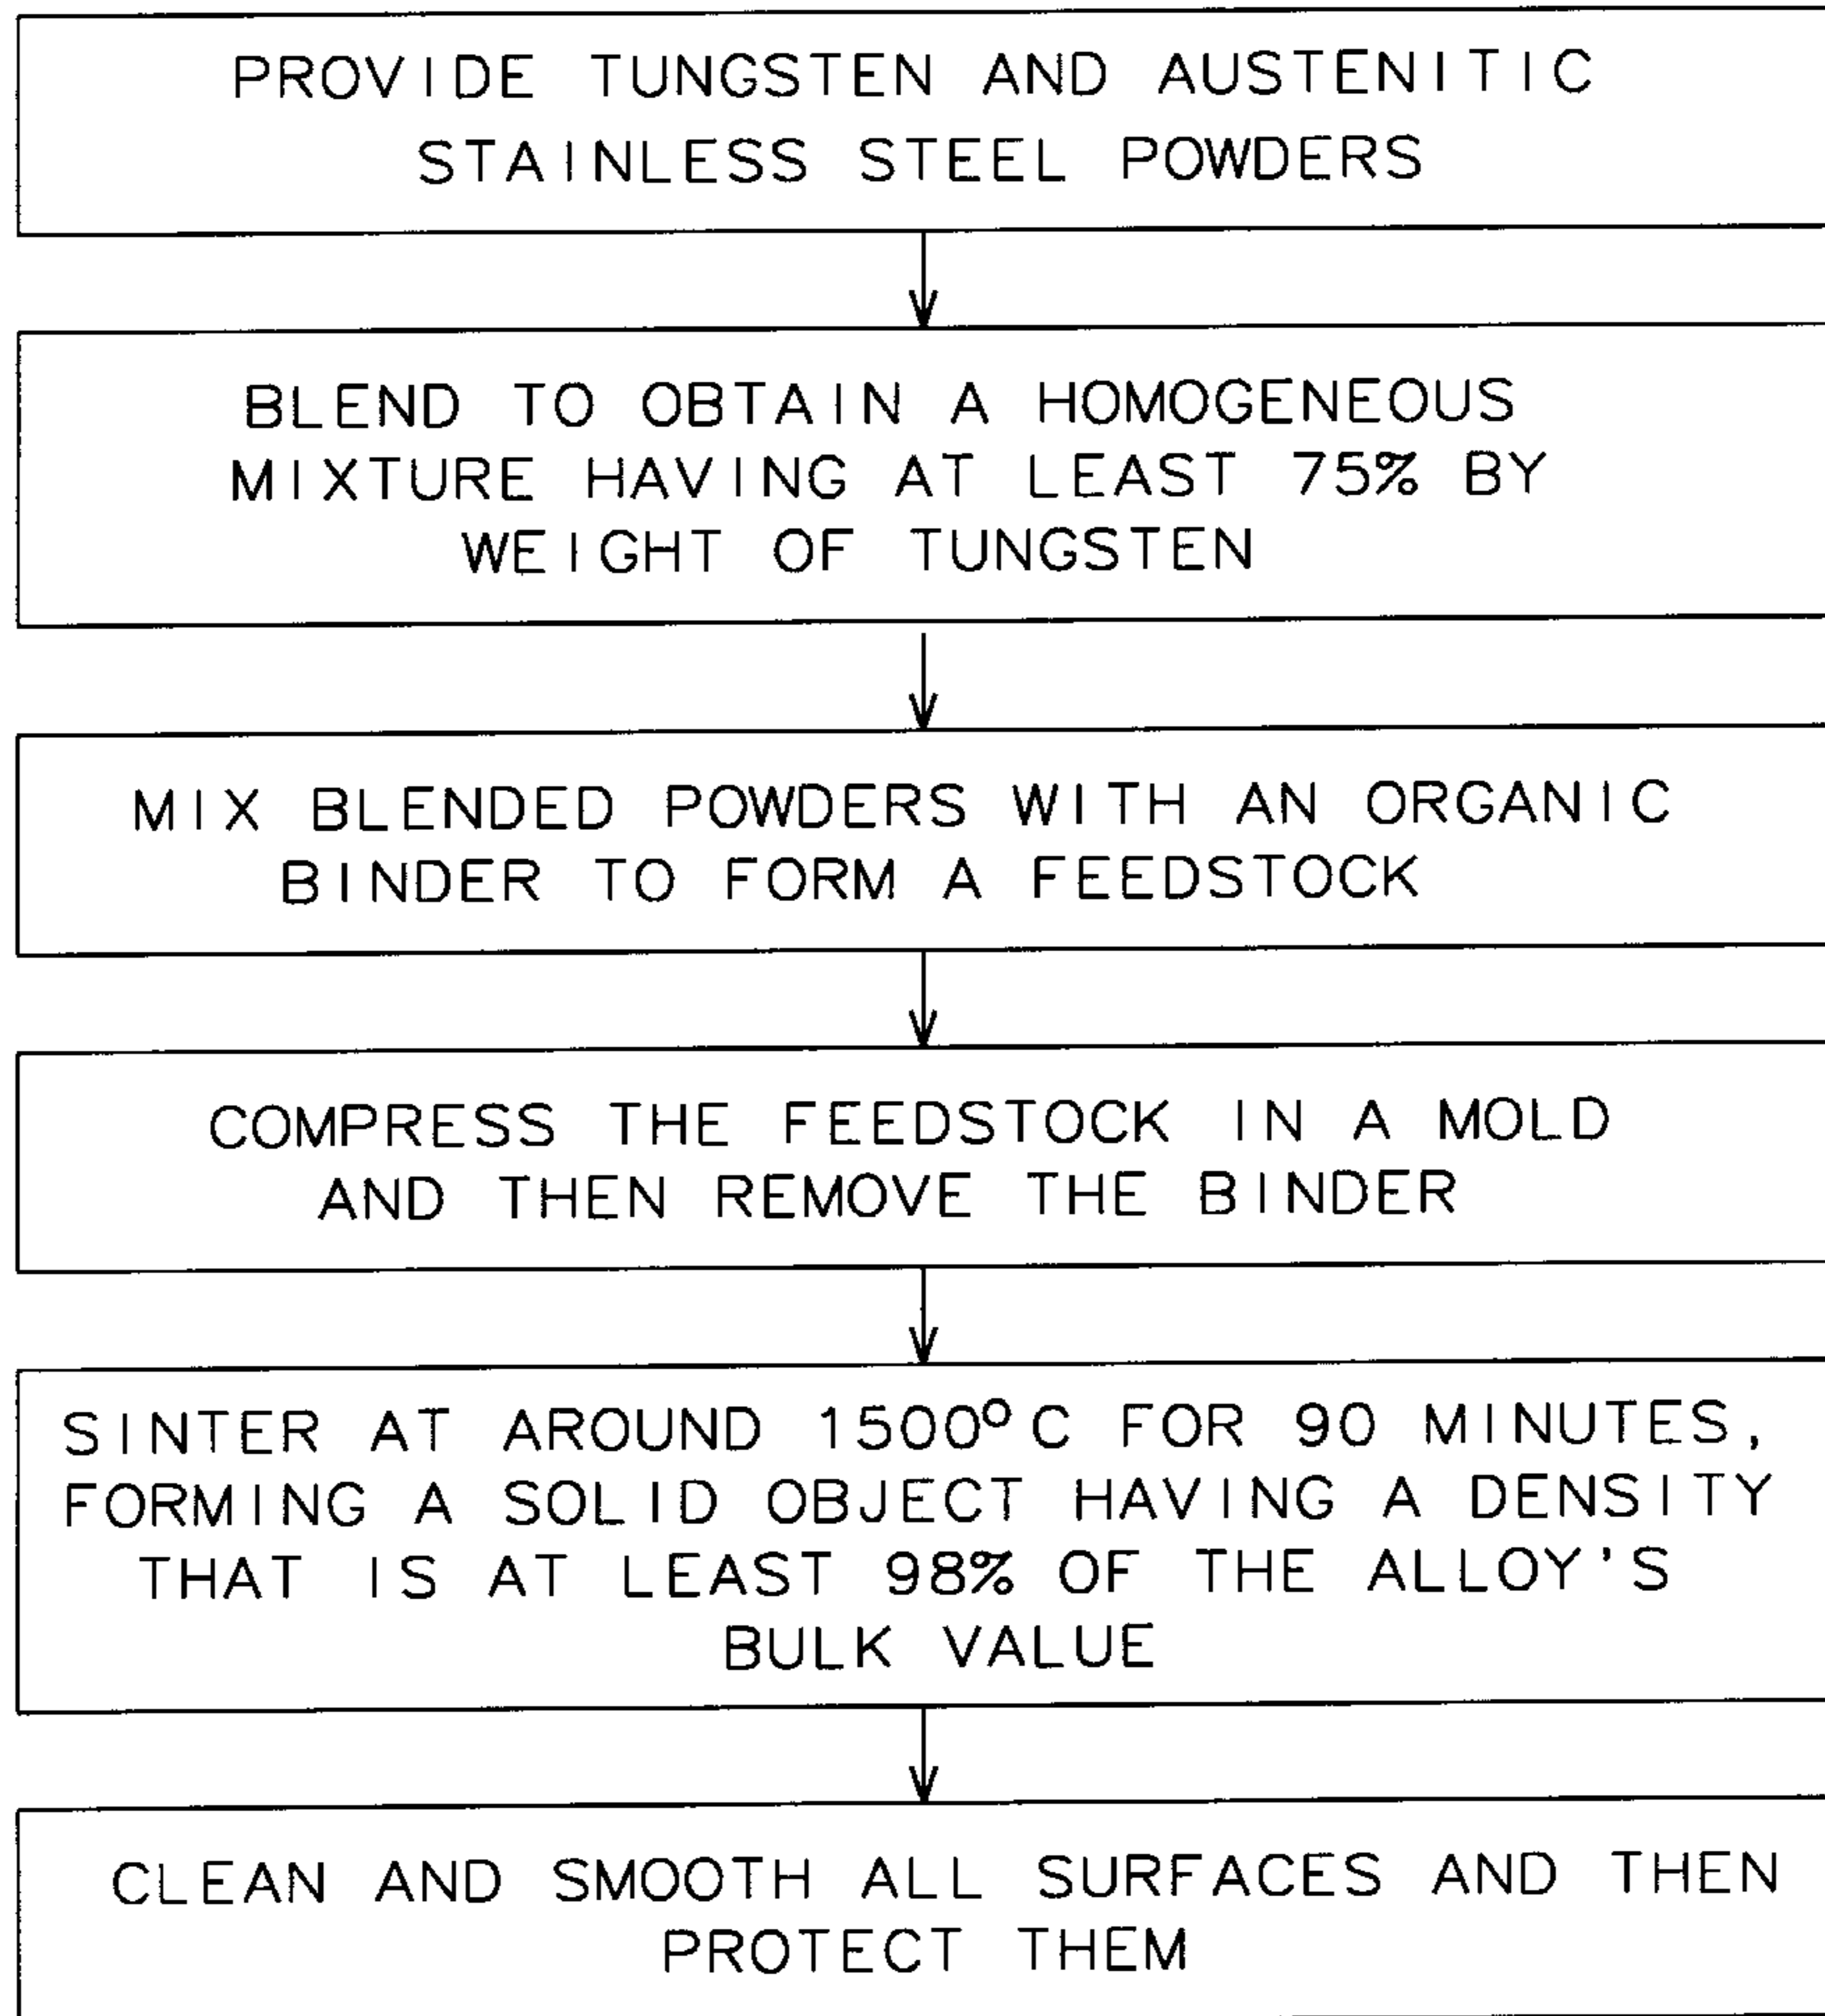 PROVIDE TUNGSTEN AND AUSTENITIC
STAINLESS STEEL POWDERS
BLEND TO OBTAIN A HOMOGENEOUS
MIXTURE HAVING AT LEAST 75% BY
WEIGHT OF TUNGSTEN
MIX BLENDED POWDERS WITH AN ORGANIC
BINDER TO FORM A FEEDSTOCK
COMPRESS THE FEEDSTOCK IN A MOLD
AND THEN REMOVE THE BINDER
SINTER AT AROUND 1500°C FOR 90 MINUTES,
FORMING A SOLID OBJECT HAVING A DENSITY
THAT IS AT LEAST 98% OF THE ALLOY'S
BULK VALUE
CLEAN AND SMOOTH ALL SURFACES AND THEN
PROTECT THEM